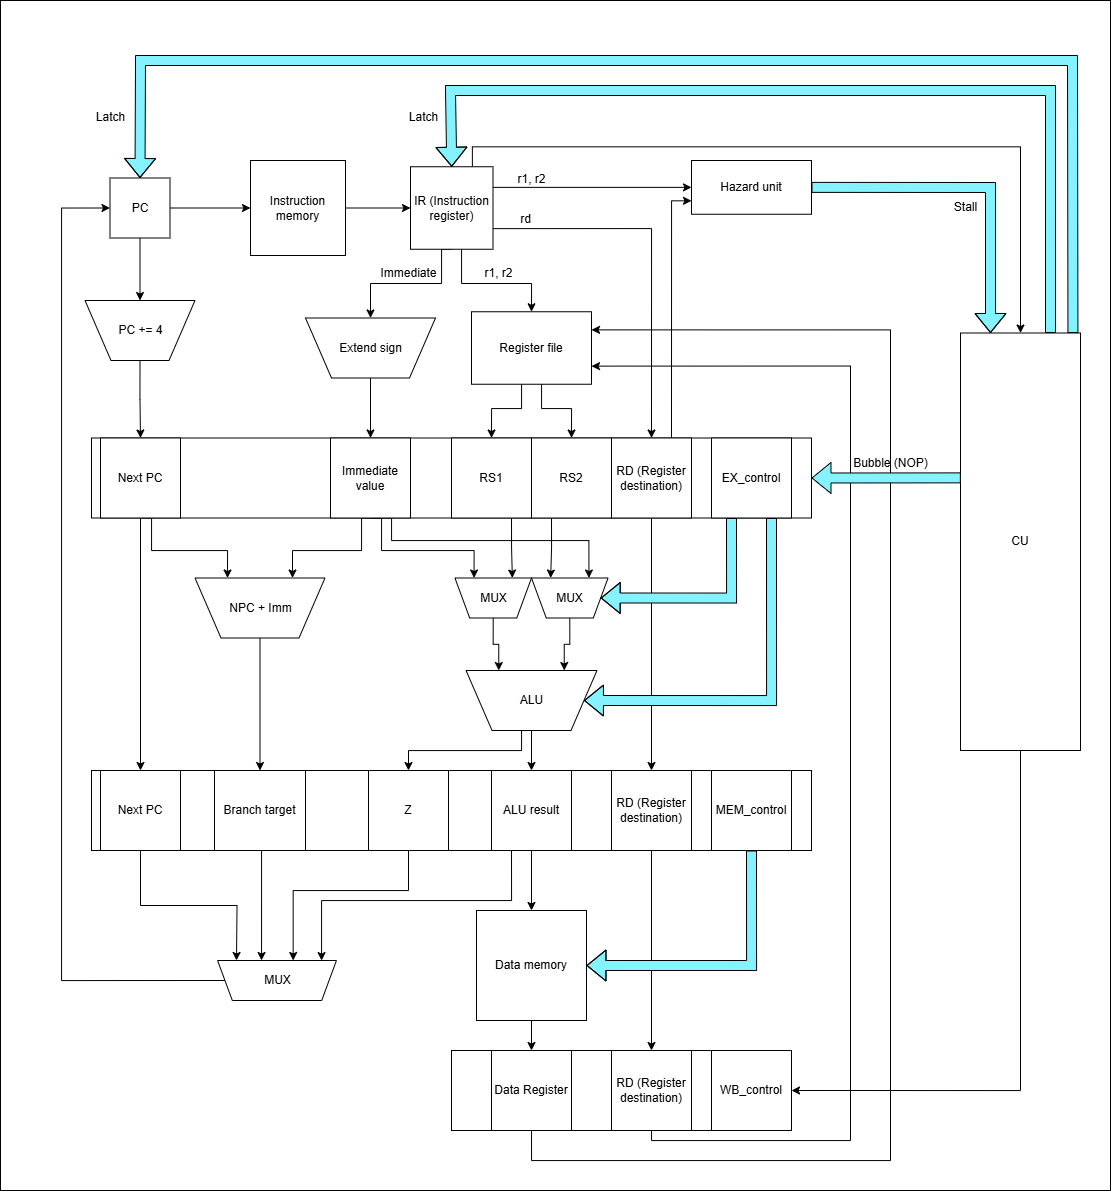 Latch
Latch
PC
Instruction
memory
IR (Instruction
register)
r1, r2
rd
Hazard unit
Stall
Immediate
r1, r2
PC += 4
Extend sign
Register file
Next PC
Immediate
value
RS1
RS2
RD (Register
destination)
EX_control
Bubble (NOP)
CU
NPC + Imm
MUX
MUX
ALU
Next PC
Branch target
Z
ALU result
RD (Register
destination)
MEM_control
MUX
Data memory
Data Register
RD (Register
destination)
WB_control